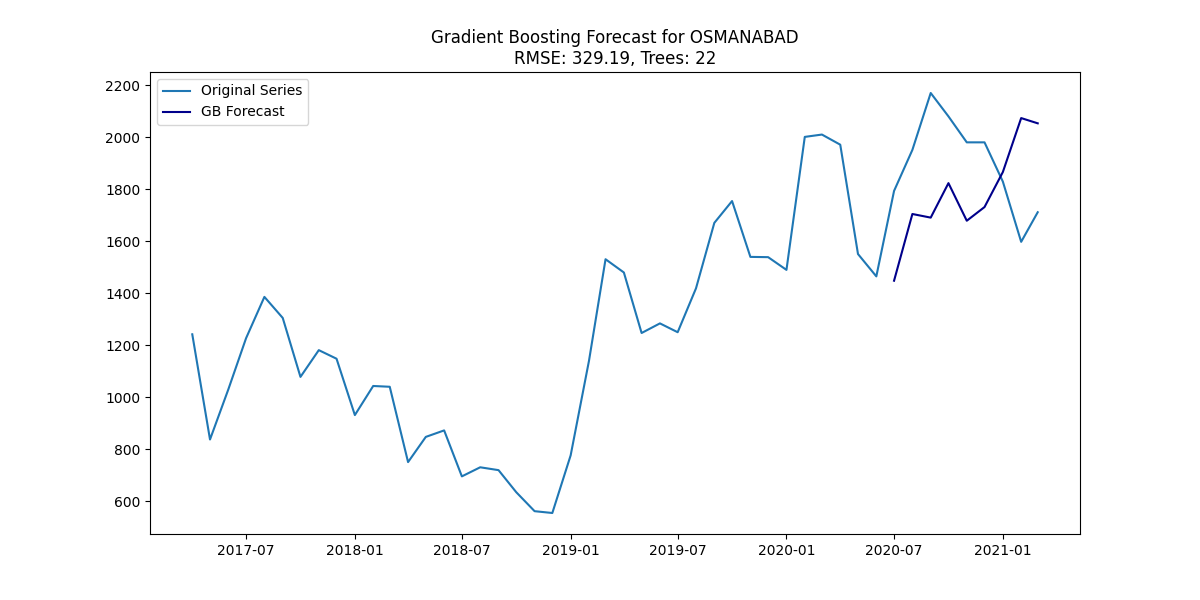 Gradient Boosting Forecast for OSMANABAD
RMSE: 329.19, Trees: 22
Original Series
GB Forecast
2200
2000
1800
1600
1400
1200
1000
800
600
2017-07 2018-01 2018-07 2019-01 2019-07 2020-01 2020-07 2021-01